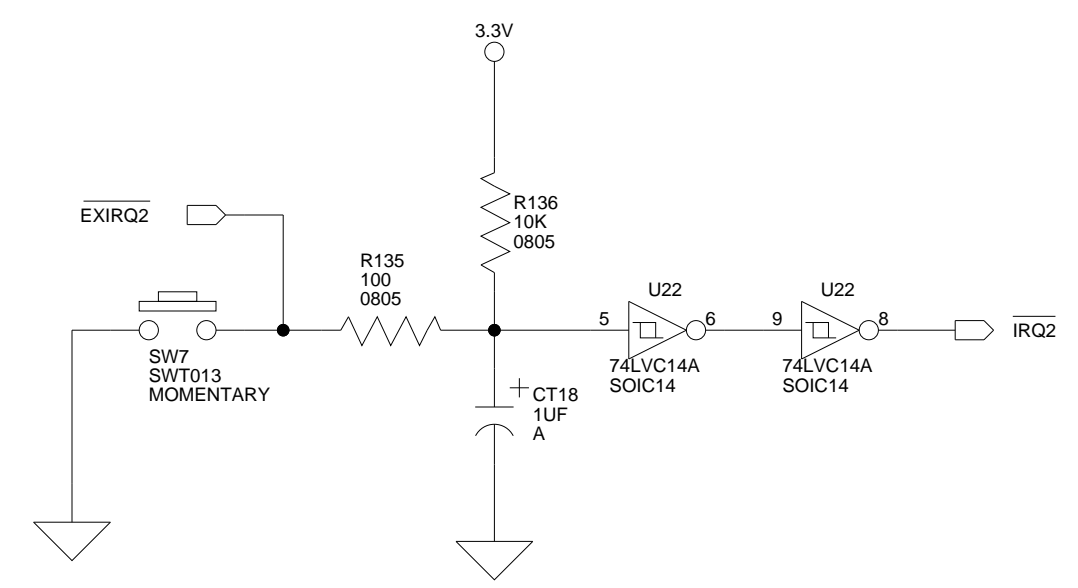 3.3V
R136
10K
0805
EXIRQ2
R135
100
0805
SW7
SWT013
MOMENTARY
CT18
1UF
A
U22
5
6
74LVC14A
SOIC14
U22
9
8
74LVC14A
SOIC14
IRQ2